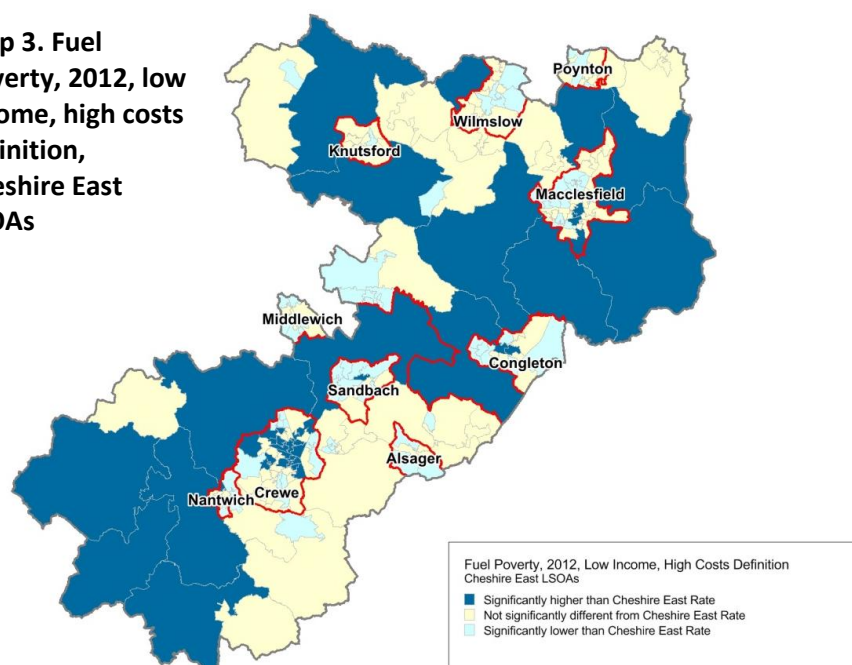 p 3. Fuel
verty, 2012, low
ome, high costs
inition,
eshire East
OAs
Poynton
Wilmslow
Knutsford
Macclesfield
Middlewich
Congleton
Sandbach
Alsager
Nantwich
Crewe
Fuel Poverty, 2012, Low Income, High Costs Definition
Cheshire East LSOAs
Significantly higher than Cheshire East Rate
Not significantly different from Cheshire East Rate
Significantly lower than Cheshire East Rate